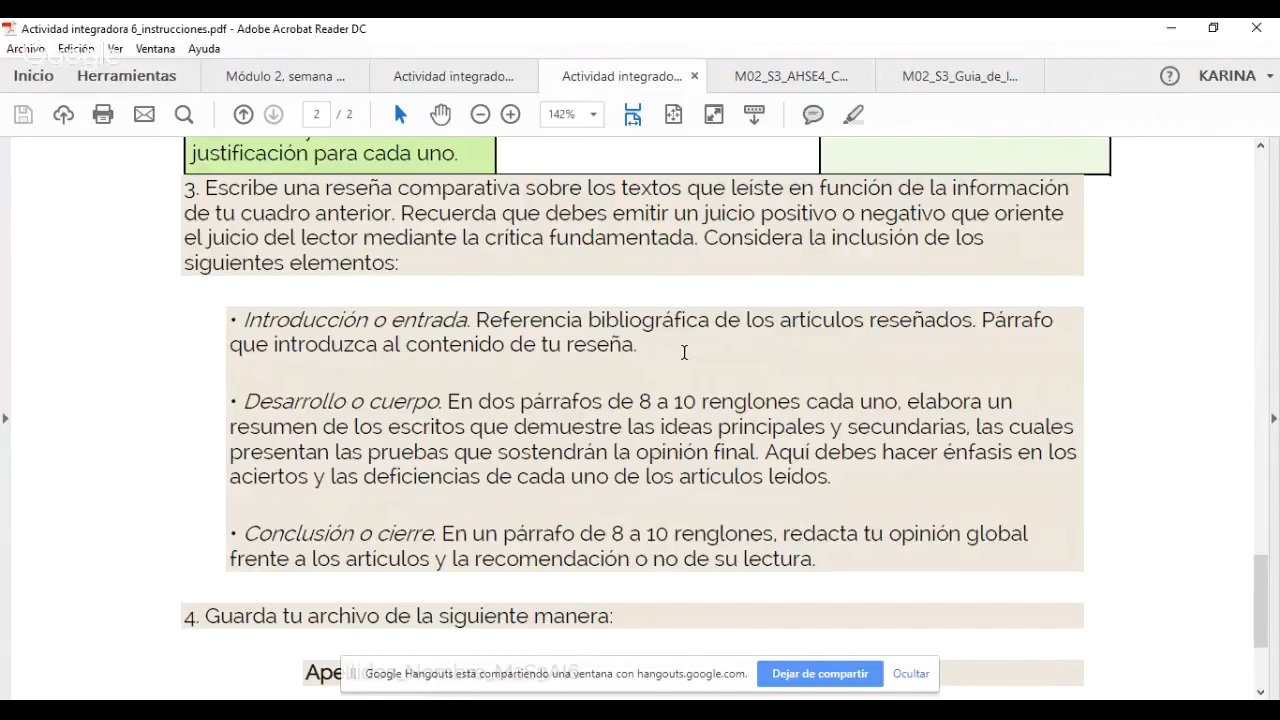 Actividad integradora 6_instrucciones.pdf - Adobe Acrobat Reader DC
Archivo Edición Ver Ventana Ayuda
Google
Inicio Herramientas Módulo 2, semana ... Actividad integrado... Actividad integrado... × M02_S3_AHSE4_C... M02_S3_Guia_de_l... KARINA
2 / 2 142%
justificación para cada uno.
3. Escribe una reseña comparativa sobre los textos que leíste en función de la información
de tu cuadro anterior. Recuerda que debes emitir un juicio positivo o negativo que oriente
el juicio del lector mediante la crítica fundamentada. Considera la inclusión de los
siguientes elementos:
• Introducción o entrada. Referencia bibliográfica de los artículos reseñados. Párrafo
que introduzca al contenido de tu reseña.
• Desarrollo o cuerpo. En dos párrafos de 8 a 10 renglones cada uno, elabora un
resumen de los escritos que demuestre las ideas principales y secundarias, las cuales
presentan las pruebas que sostendrán la opinión final. Aquí debes hacer énfasis en los
aciertos y las deficiencias de cada uno de los artículos leídos.
• Conclusión o cierre. En un párrafo de 8 a 10 renglones, redacta tu opinión global
frente a los artículos y la recomendación o no de su lectura.
4. Guarda tu archivo de la siguiente manera:
Google Hangouts está compartiendo una ventana con hangouts.google.com. Dejar de compartir Ocultar